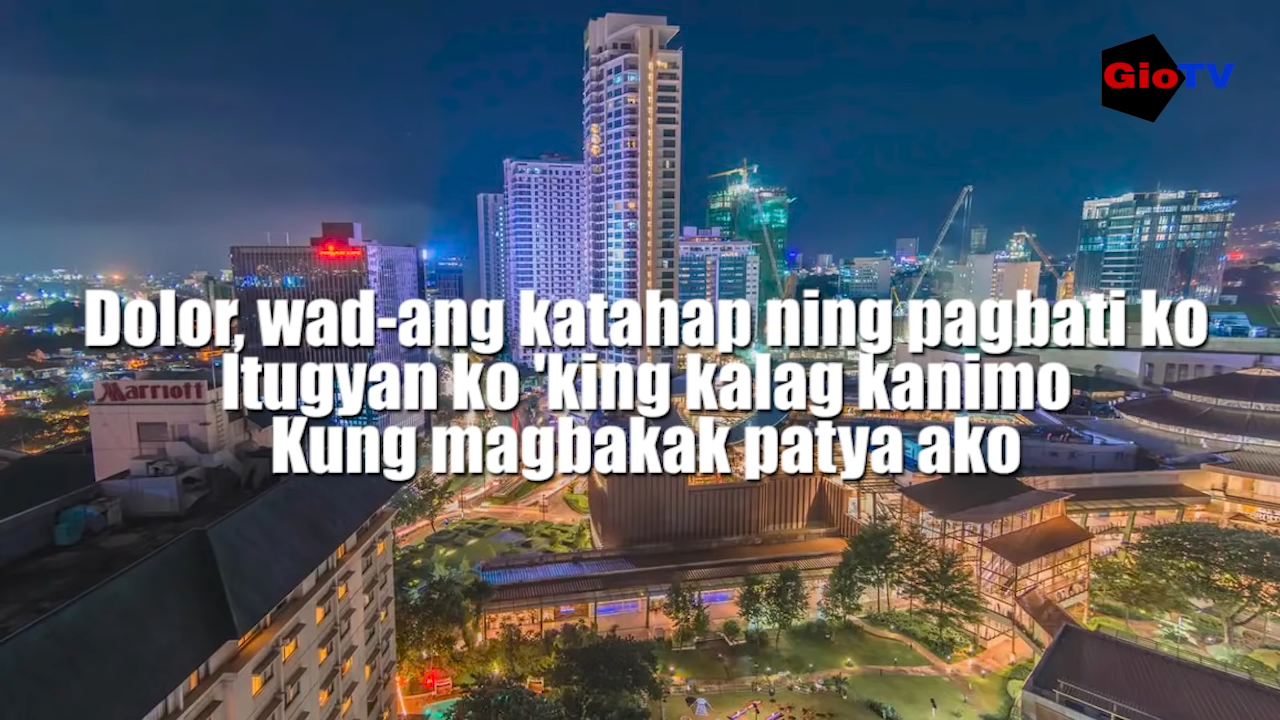 GioTV
Dolor, wad-ang katahap ning pagbati ko
Itugyan ko 'king kalag kanimo
Kung magbakak patya ako
Marriott